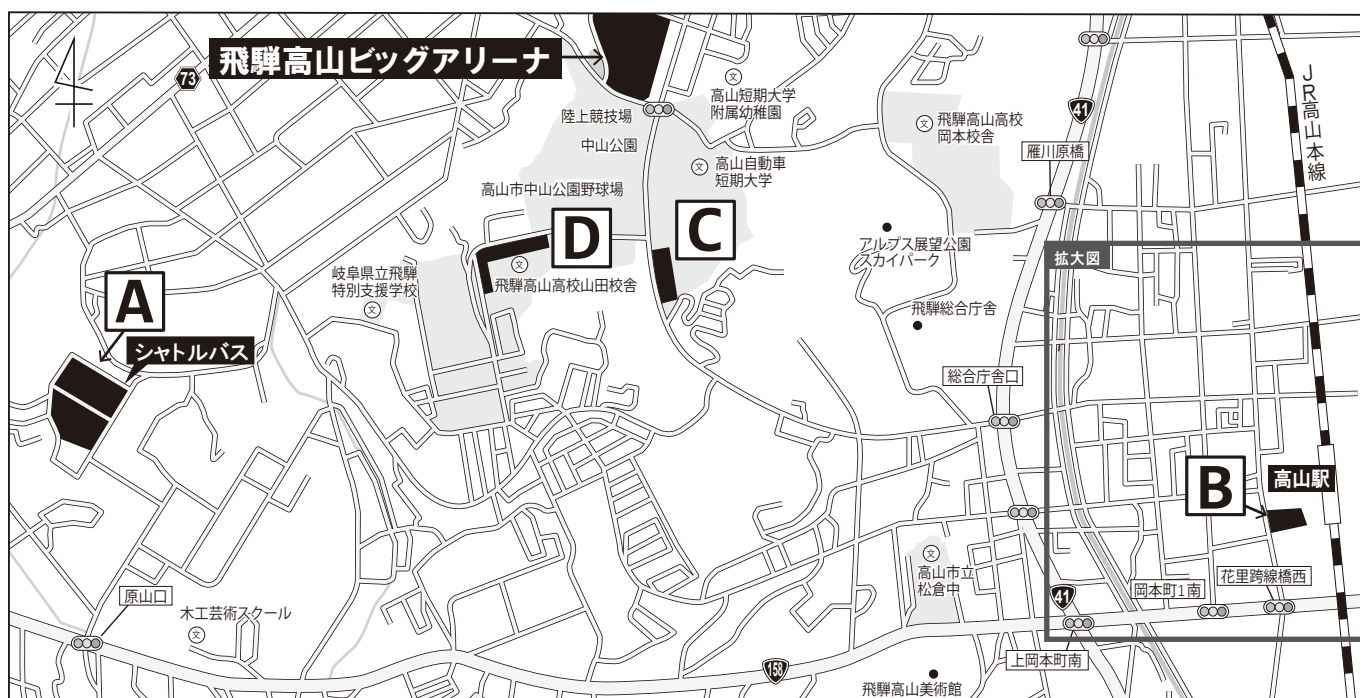 飛騨高山ビッグアリーナ
73
文
高山短期大学
附属幼稚園
陸上競技場
中山公園
文
高山自動車
短期大学
高山市中山公園野球場
文
飛騨高山高校
岡本校舎
41
雁川原橋
JR高山本線
拡大図
D
C
アルプス展望公園
スカイパーク
岐阜県立飛騨
特別支援学校
文
文
飛騨高山高校山田校舎
A
シャトルバス
飛騨総合庁舎
総合庁舎口
B
高山駅
文
高山市立
松倉中
原山口
木工芸術スクール
文
41
岡本町1南
花里跨線橋西
上岡本町南
158
飛騨高山美術館